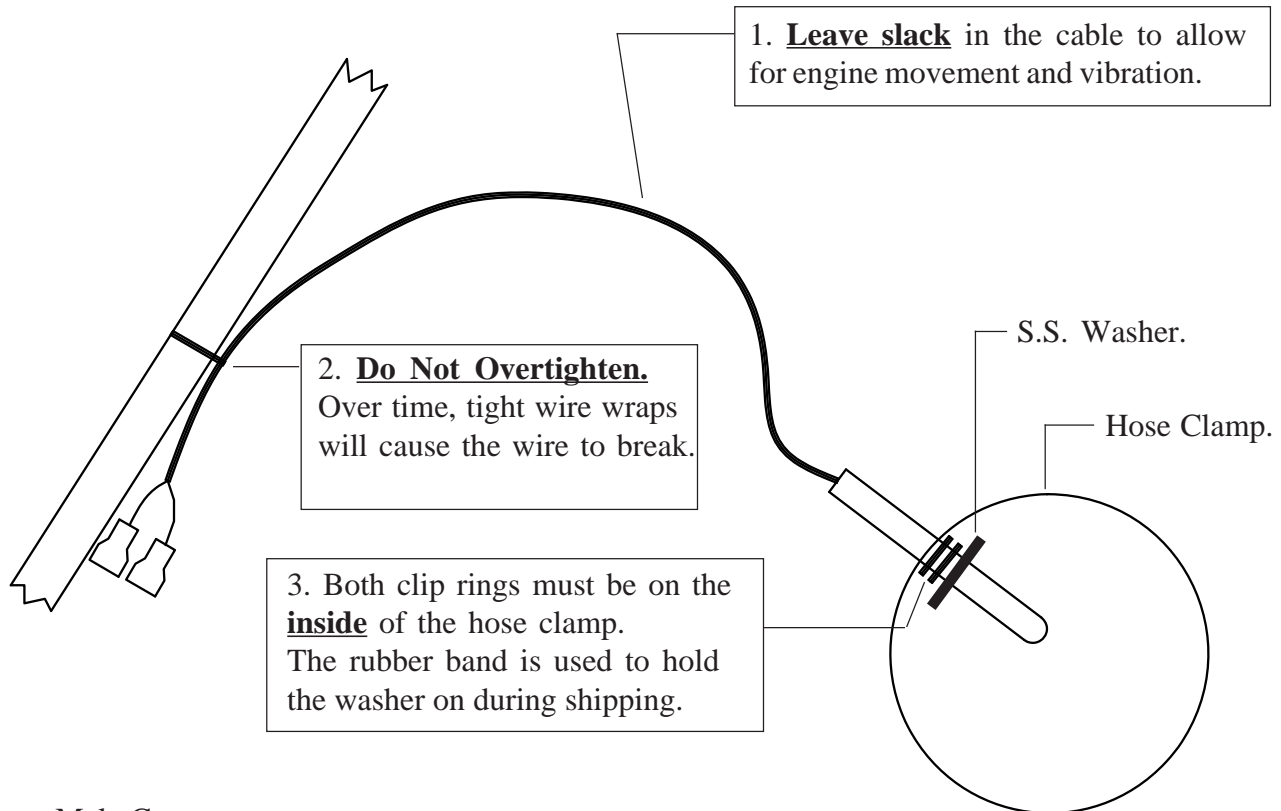 1. Leave slack in the cable to allow
for engine movement and vibration.
S.S. Washer.
2. Do Not Overtighten.
Over time, tight wire wraps
will cause the wire to break.
Hose Clamp.
3. Both clip rings must be on the
inside of the hose clamp.
The rubber band is used to hold
the washer on during shipping.